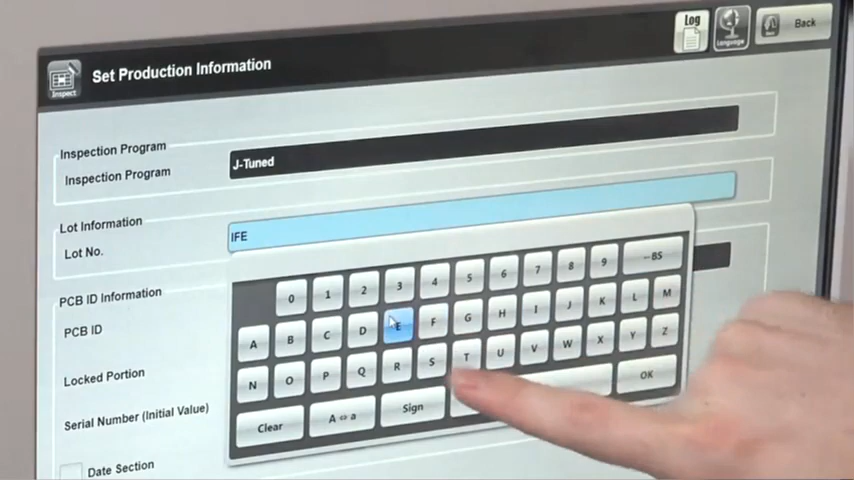 Log
Language
Back
Inspect
Set Production Information
Inspection Program
Inspection Program
J-Tuned
Lot Information
Lot No.
IFE
PCB ID Information
PCB ID
Locked Portion
Serial Number (Initial Value)
Date Section
0 1 2 3 4 5 6 7 8 9 ←BS
A B C D E F G H I J K L M
N O P Q R S T U V W X Y Z
Clear A⇔a Sign OK